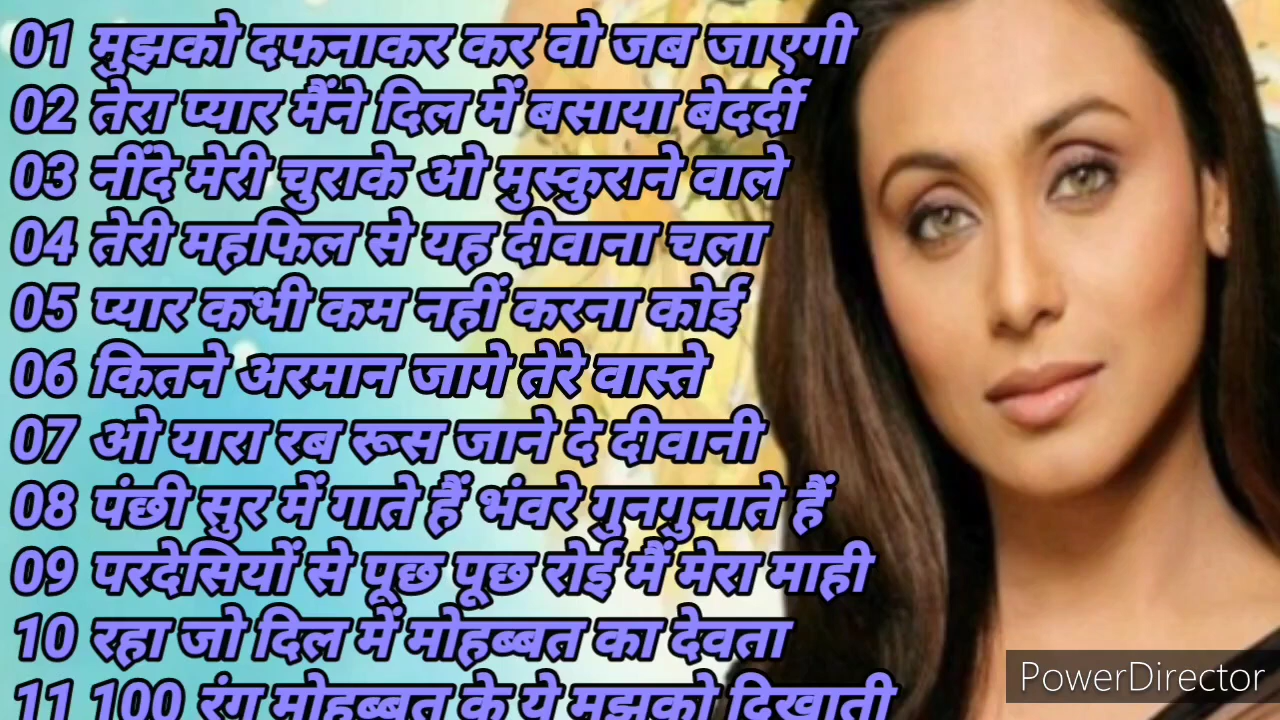 01 मुझको दफनाकर कर वो जब जाएगी
02 तेरा प्यार मैंने दिल में बसाया बेदर्दी
03 नींदे मेरी चुराके ओ मुस्कुराने वाले
04 तेरी महफिल से यह दीवाना चला
05 प्यार कभी कम नहीं करना कोई
06 कितने अरमान जागे तेरे वास्ते
07 ओ यारा रब रूस जाने दे दीवानी
08 पंछी सुर में गाते हैं भंवरे गुनगुनाते हैं
09 परदेसियों से पूछ पूछ रोई मैं मेरा माही
10 रहा जो दिल में मोहब्बत का देवता
11 100 रंग मोहब्बत के ये मुझको दिखाती
PowerDirector